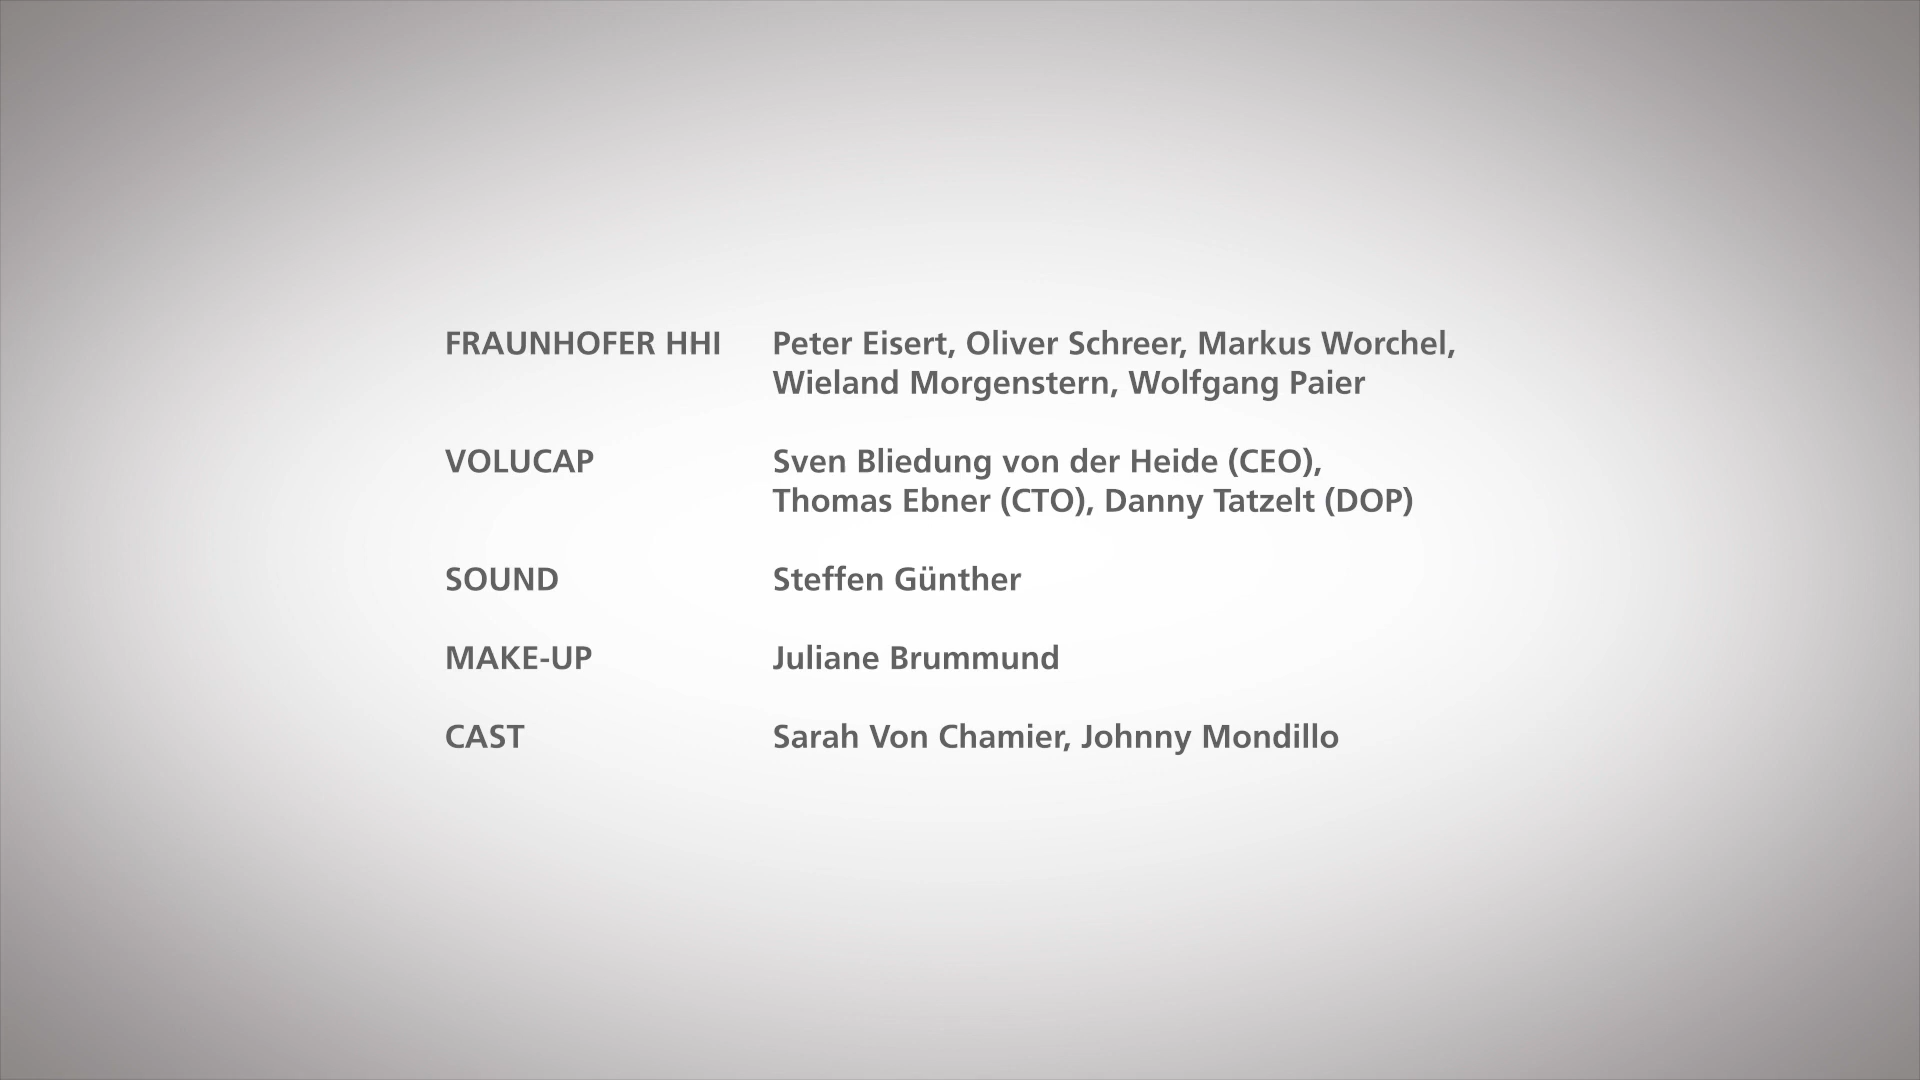 FRAUNHOFER HHI Peter Eisert, Oliver Schreer, Markus Worchel,
Wieland Morgenstern, Wolfgang Paier
VOLUCAP Sven Bliedung von der Heide (CEO),
Thomas Ebner (CTO), Danny Tatzelt (DOP)
SOUND Steffen Günther
MAKE-UP Juliane Brummund
CAST Sarah Von Chamier, Johnny Mondillo